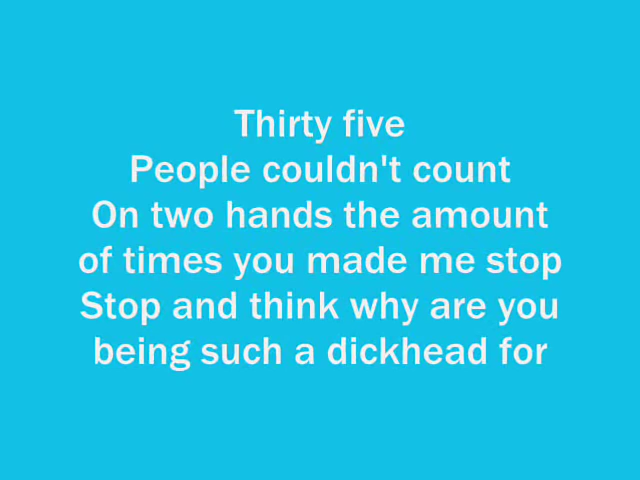 Thirty five
People couldn't count
On two hands the amount
of times you made me stop
Stop and think why are you
being such a dickhead for